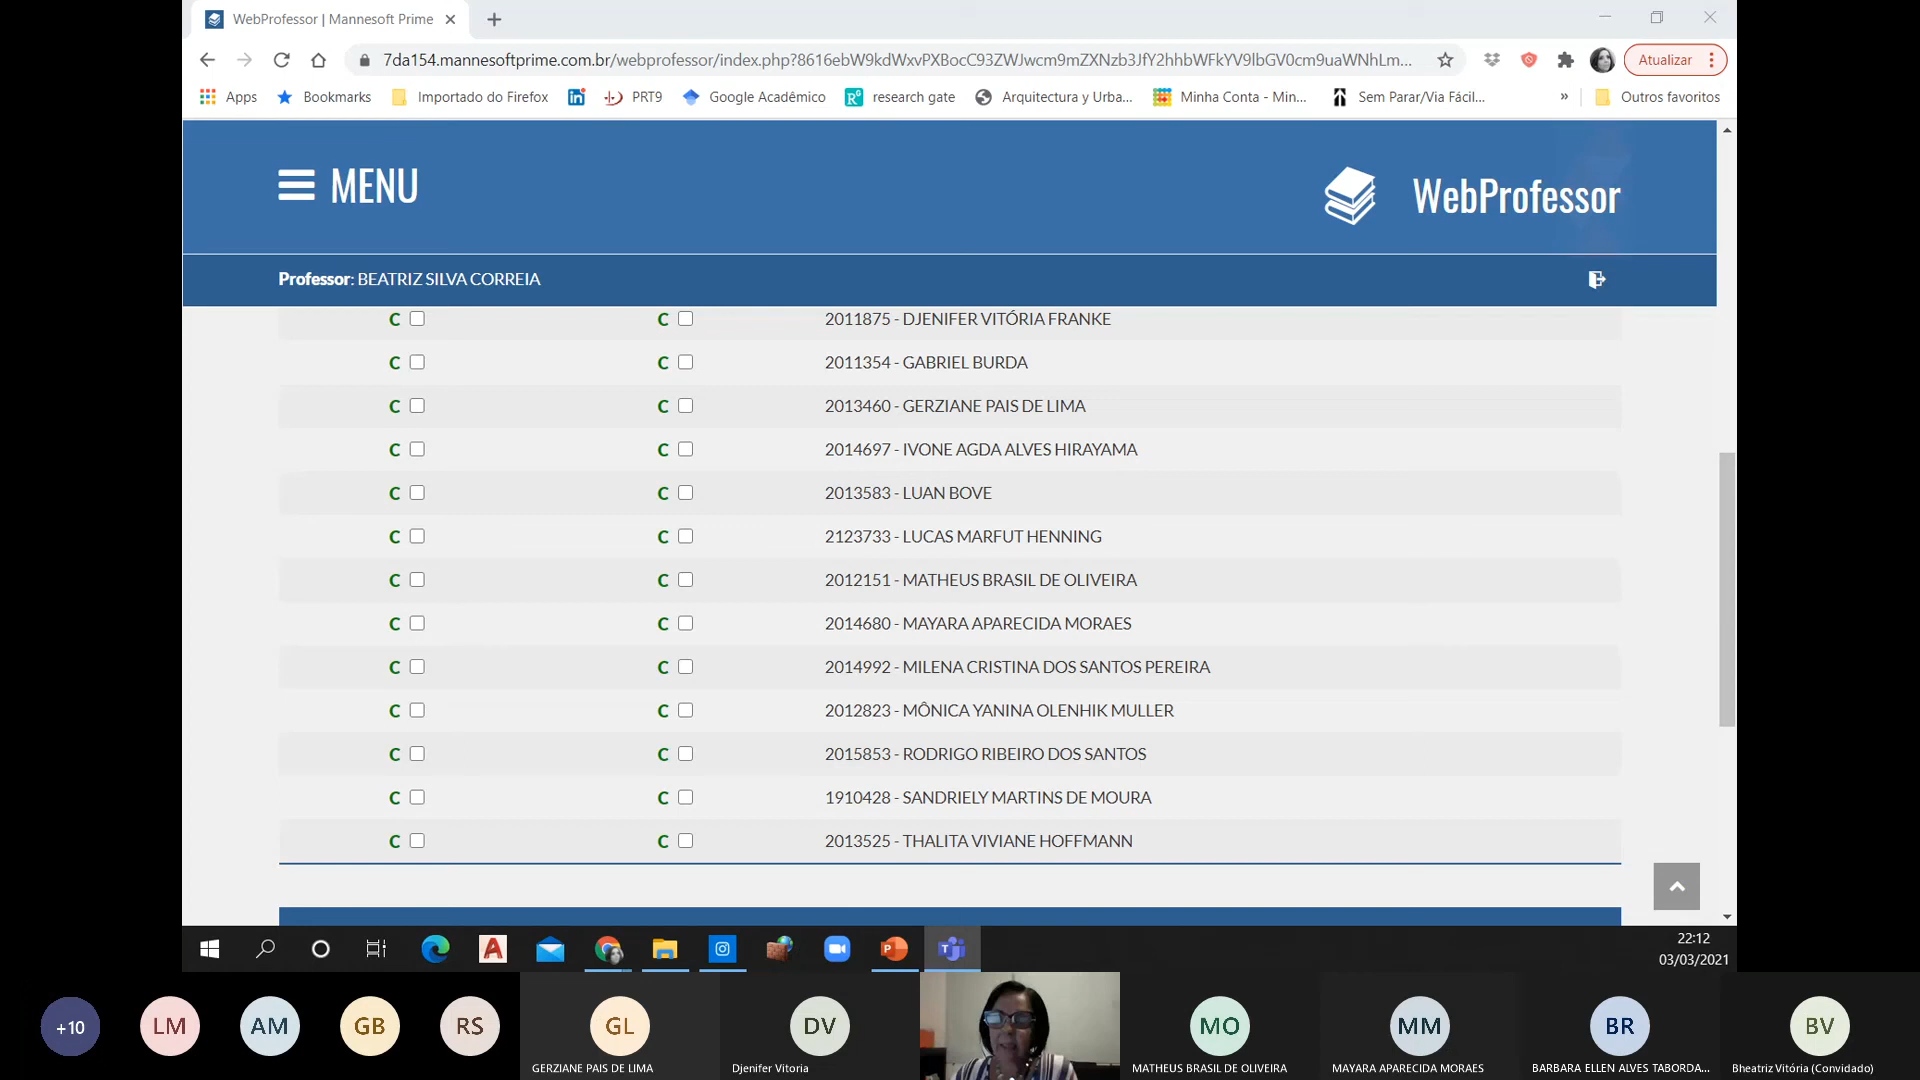 WebProfessor | Mannesoft Prime
7da154.mannesoftprime.com.br/webprofessor/index.php?8616ebW9kdWxvPXBocC93ZWJwcm9mZXNzb3JfY2hhbWFkYV9lbGV0cm9uaWNhLm...
Atualizar
Apps Bookmarks Importado do Firefox PRT9 Google Acadêmico research gate Arquitectura y Urba... Minha Conta - Min... Sem Parar/Via Fácil... » Outros favoritos
MENU
WebProfessor
Professor: BEATRIZ SILVA CORREIA
C C 2011875 - DJENIFER VITÓRIA FRANKE
C C 2011354 - GABRIEL BURDA
C C 2013460 - GERZIANE PAIS DE LIMA
C C 2014697 - IVONE AGDA ALVES HIRAYAMA
C C 2013583 - LUAN BOVE
C C 2123733 - LUCAS MARFUT HENNING
C C 2012151 - MATHEUS BRASIL DE OLIVEIRA
C C 2014680 - MAYARA APARECIDA MORAES
C C 2014992 - MILENA CRISTINA DOS SANTOS PEREIRA
C C 2012823 - MÔNICA YANINA OLENHIK MULLER
C C 2015853 - RODRIGO RIBEIRO DOS SANTOS
C C 1910428 - SANDRIELY MARTINS DE MOURA
C C 2013525 - THALITA VIVIANE HOFFMANN
22:12
03/03/2021
+10 LM AM GB RS GL DV MO MM BR BV
GERZIANE PAIS DE LIMA Djenifer Vitoria MATHEUS BRASIL DE OLIVEIRA MAYARA APARECIDA MORAES BARBARA ELLEN ALVES TABORDA... Bheatriz Vitória (Convidado)